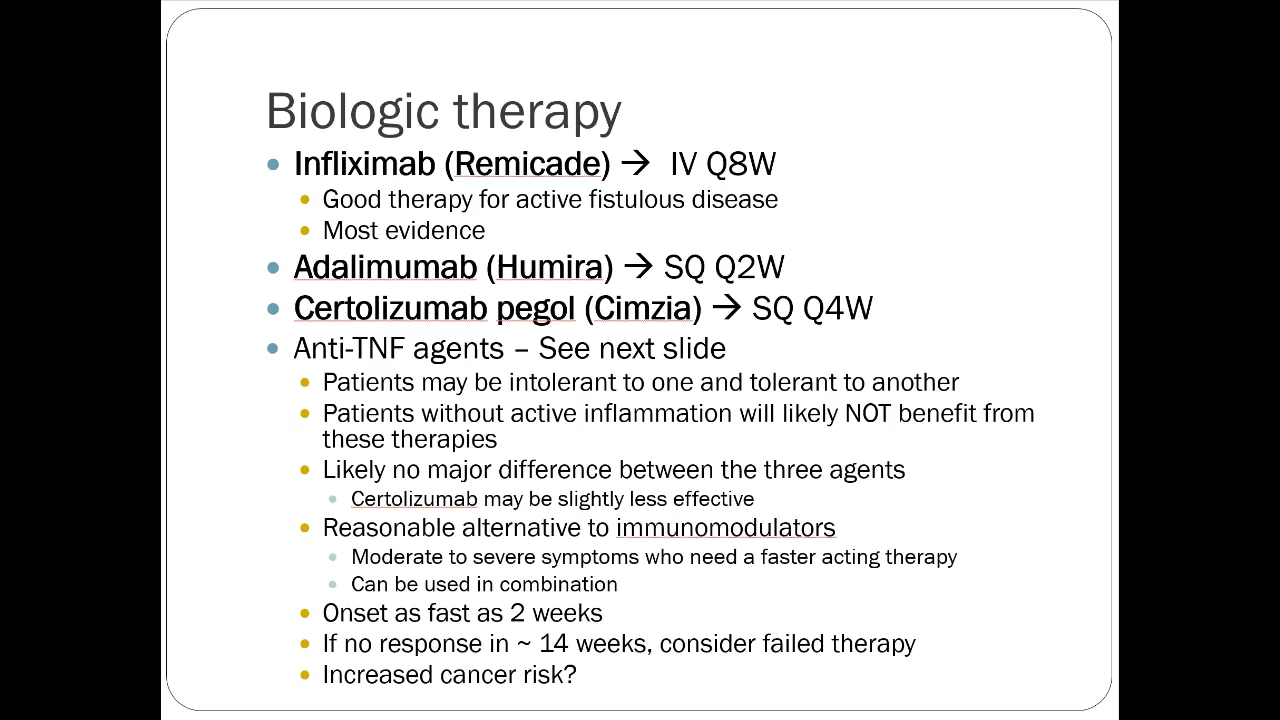 Biologic therapy
Infliximab (Remicade) → IV Q8W
Good therapy for active fistulous disease
Most evidence
Adalimumab (Humira) → SQ Q2W
Certolizumab pegol (Cimzia) → SQ Q4W
Anti-TNF agents – See next slide
Patients may be intolerant to one and tolerant to another
Patients without active inflammation will likely NOT benefit from
these therapies
Likely no major difference between the three agents
Certolizumab may be slightly less effective
Reasonable alternative to immunomodulators
Moderate to severe symptoms who need a faster acting therapy
Can be used in combination
Onset as fast as 2 weeks
If no response in ~ 14 weeks, consider failed therapy
Increased cancer risk?